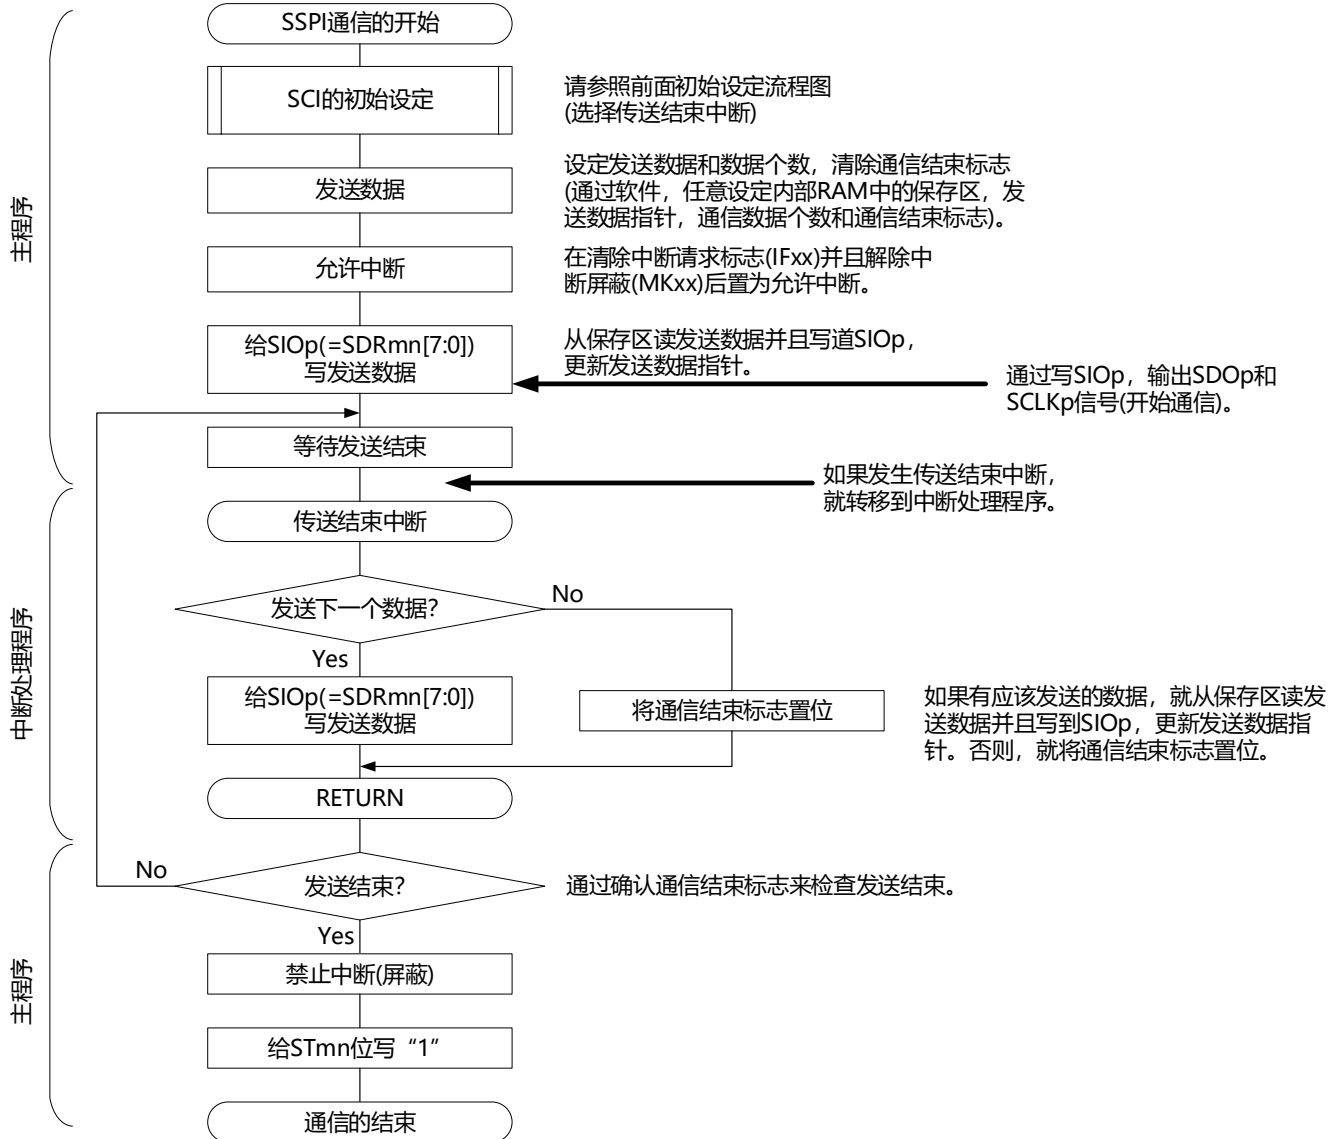 SSPI通信的开始
主程序
SCI的初始设定
请参照前面初始设定流程图
(选择传送结束中断)
发送数据
设定发送数据和数据个数，清除通信结束标志
(通过软件，任意设定内部RAM中的保存区，发
送数据指针，通信数据个数和通信结束标志)。
允许中断
在清除中断请求标志(IFxx)并且解除中
断屏蔽(MKxx)后置为允许中断。
给SIOp(=SDRmn[7:0])
写发送数据
从保存区读发送数据并且写道SIOp，
更新发送数据指针。
通过写SIOp，输出SDOp和
SCLKp信号(开始通信)。
等待发送结束
如果发生传送结束中断，
就转移到中断处理程序。
中断处理程序
传送结束中断
发送下一个数据？
No
Yes
给SIOp(=SDRmn[7:0])
写发送数据
将通信结束标志置位
如果有应该发送的数据，就从保存区读发
送数据并且写到SIOp，更新发送数据指
针。否则，就将通信结束标志置位。
RETURN
主程序
No
发送结束？
通过确认通信结束标志来检查发送结束。
Yes
禁止中断(屏蔽)
给STmn位写“1”
通信的结束